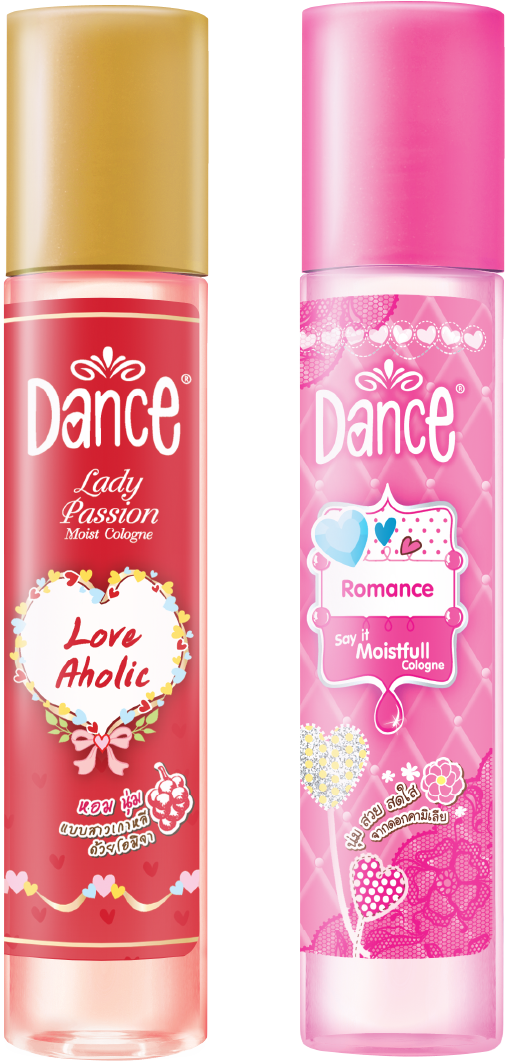 Dance®
Lady
Passion
Moist Cologne
Love
Aholic
หอม นุ่ม
แบบสาวเกาหลี
ด้วยโอมิจา
Dance®
Romance
Say it
Moistfull
Cologne
นุ่ม สวย สดใส
จากดอกคามิเลีย